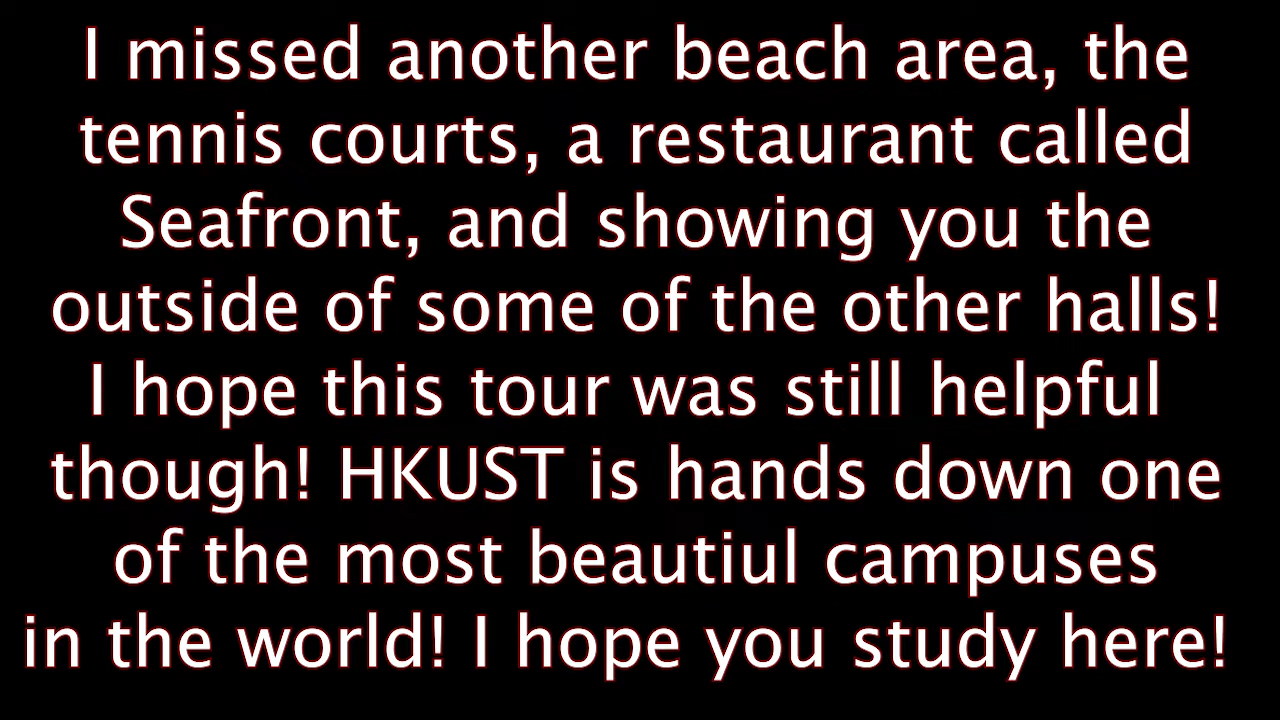 I missed another beach area, the
tennis courts, a restaurant called
Seafront, and showing you the
outside of some of the other halls!
I hope this tour was still helpful
though! HKUST is hands down one
of the most beautiul campuses
in the world! I hope you study here!